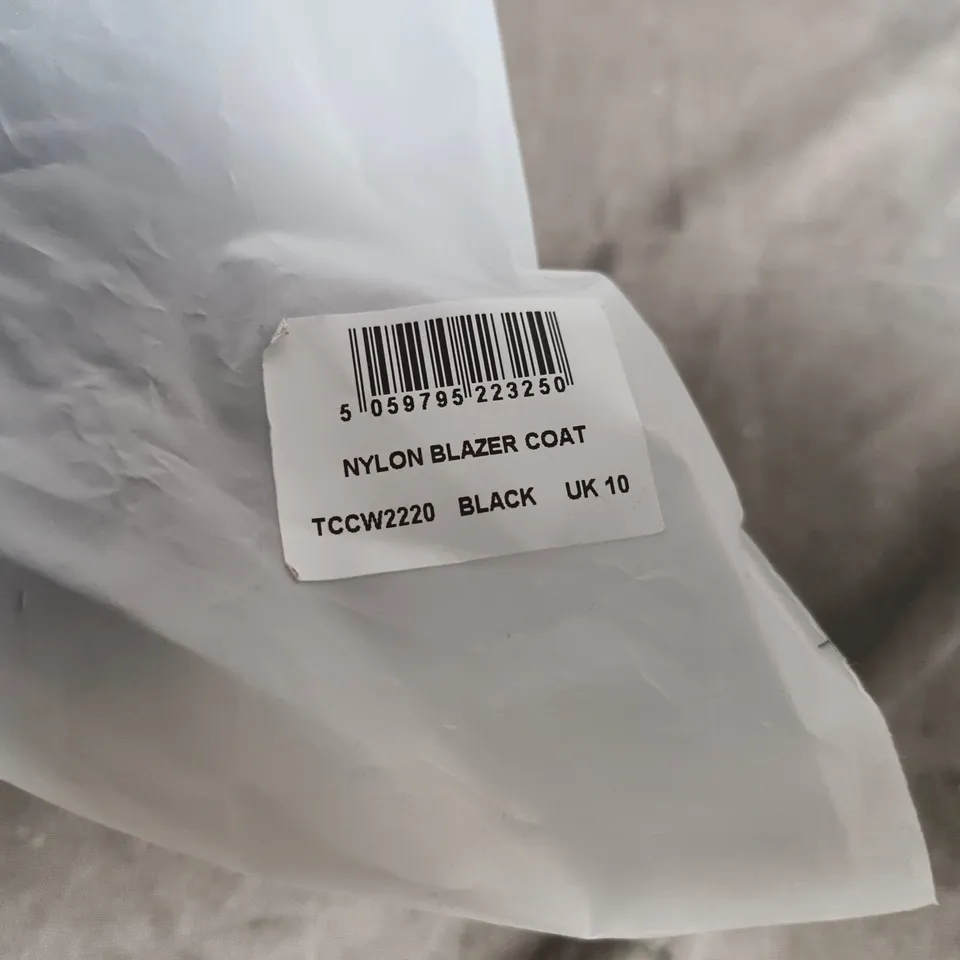 5 059795 223250
NYLON BLAZER COAT
TCCW2220 BLACK UK 10